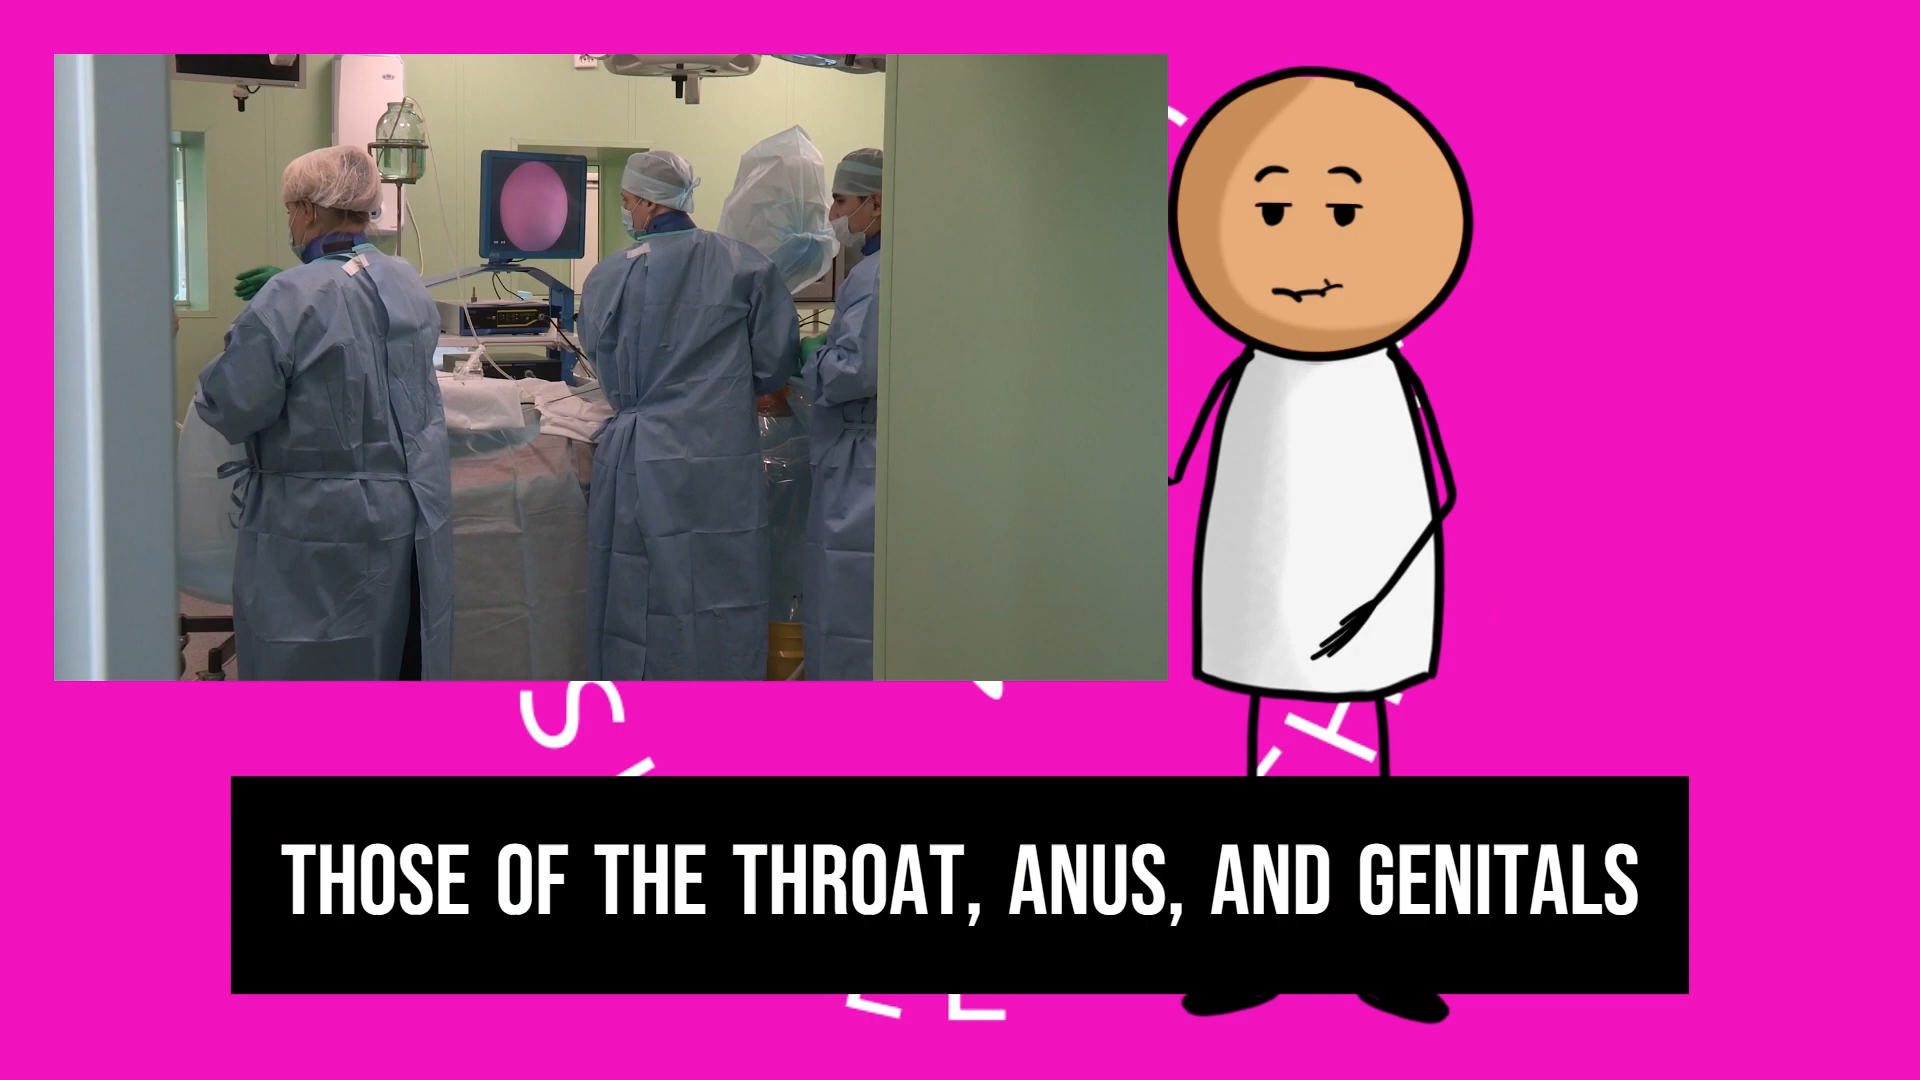 THOSE OF THE THROAT, ANUS, AND GENITALS